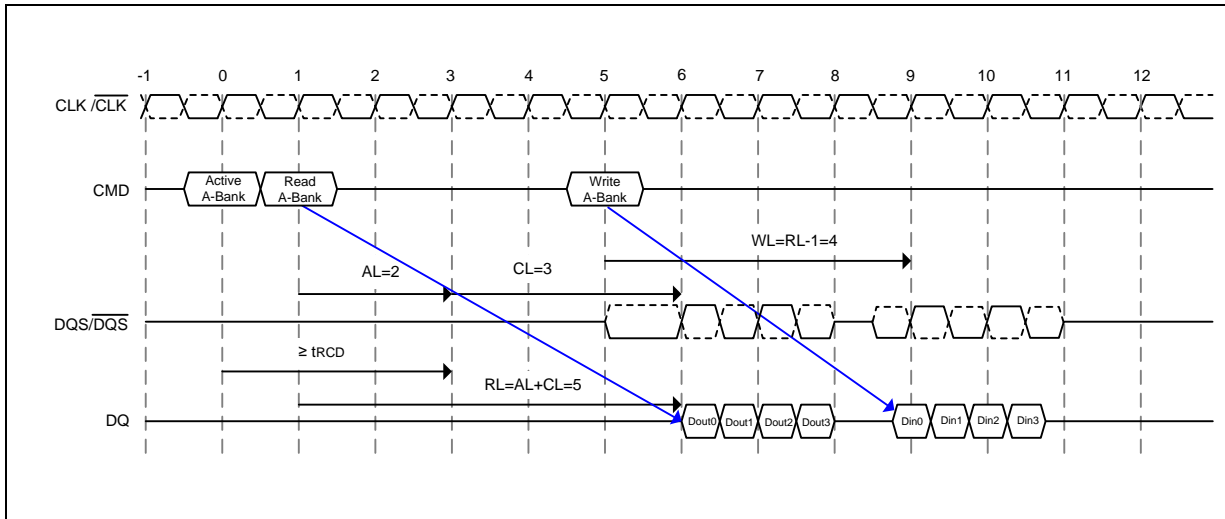 -1 0 1 2 3 4 5 6 7 8 9 10 11 12
CLK /CLK
CMD
Active
A-Bank
Read
A-Bank
Write
A-Bank
WL=RL-1=4
AL=2
CL=3
DQS/DQS
≥ tRCD
RL=AL+CL=5
DQ
Dout0 Dout1 Dout2 Dout3 Din0 Din1 Din2 Din3